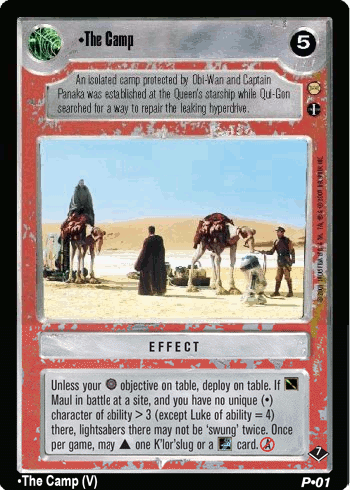 •The Camp
5
An isolated camp protected by Obi-Wan and Captain
Panaka was established at the Queen's starship while Qui-Gon
searched for a way to repair the leaking hyperdrive.
EFFECT
Unless your objective on table, deploy on table. If
Maul in battle at a site, and you have no unique (•)
character of ability > 3 (except Luke of ability = 4)
there, lightsabers there may not be 'swung' twice. Once
per game, may ▲ one K'lor'slug or a card.
7
•The Camp (V)
P•01